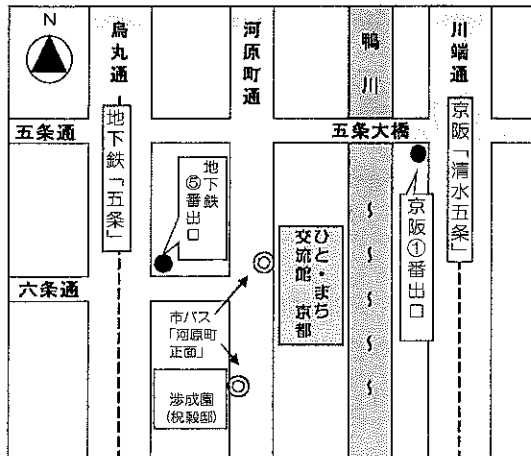 N
烏丸通
河原町通
鴨川
川端通
五条通
五条大橋
地下鉄「五条」
地下鉄
⑤番出口
京阪「清水五条」
京阪①番出口
ひと・まち
交流館 京都
六条通
市バス
「河原町
正面」
渉成園
(枳殻邸)